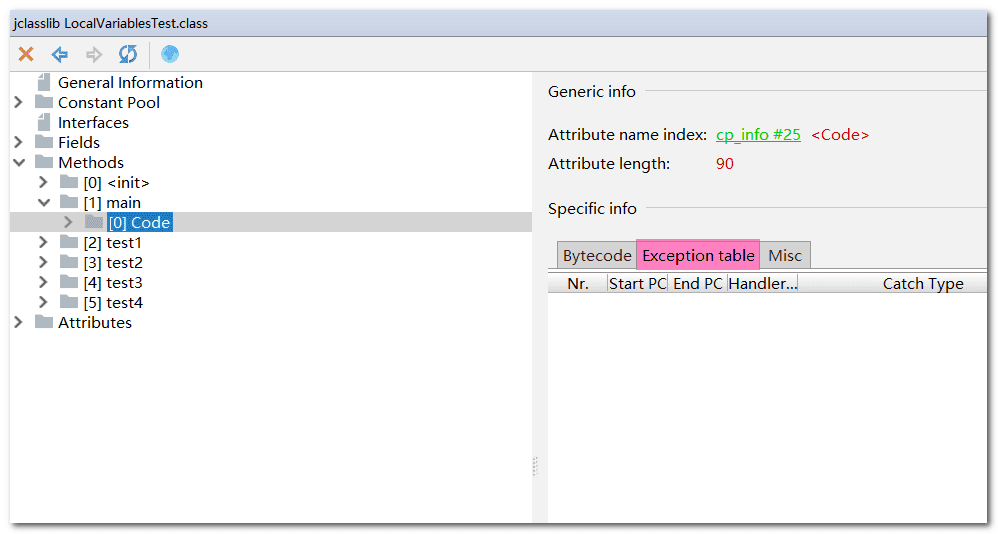 jclasslib LocalVariablesTest.class
General Information
Constant Pool
Interfaces
Fields
Methods
[0] <init>
[1] main
[0] Code
[2] test1
[3] test2
[4] test3
[5] test4
Attributes
Generic info
Attribute name index: cp_info #25 <Code>
Attribute length: 90
Specific info
Bytecode Exception table Misc
Nr. Start PC End PC Handler... Catch Type